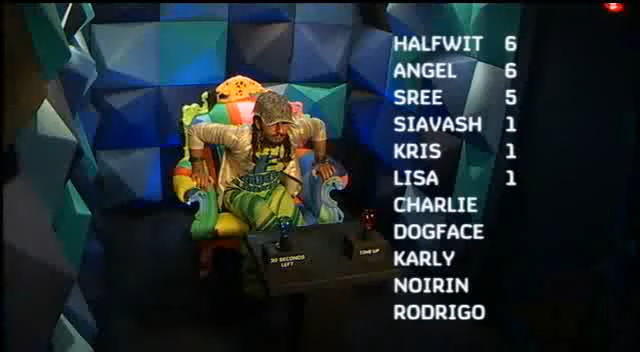 HALFWIT 6
ANGEL 6
SREE 5
SIAVASH 1
KRIS 1
LISA 1
CHARLIE
DOGFACE
KARLY
NOIRIN
RODRIGO
30 SECONDS
LEFT
TIME UP